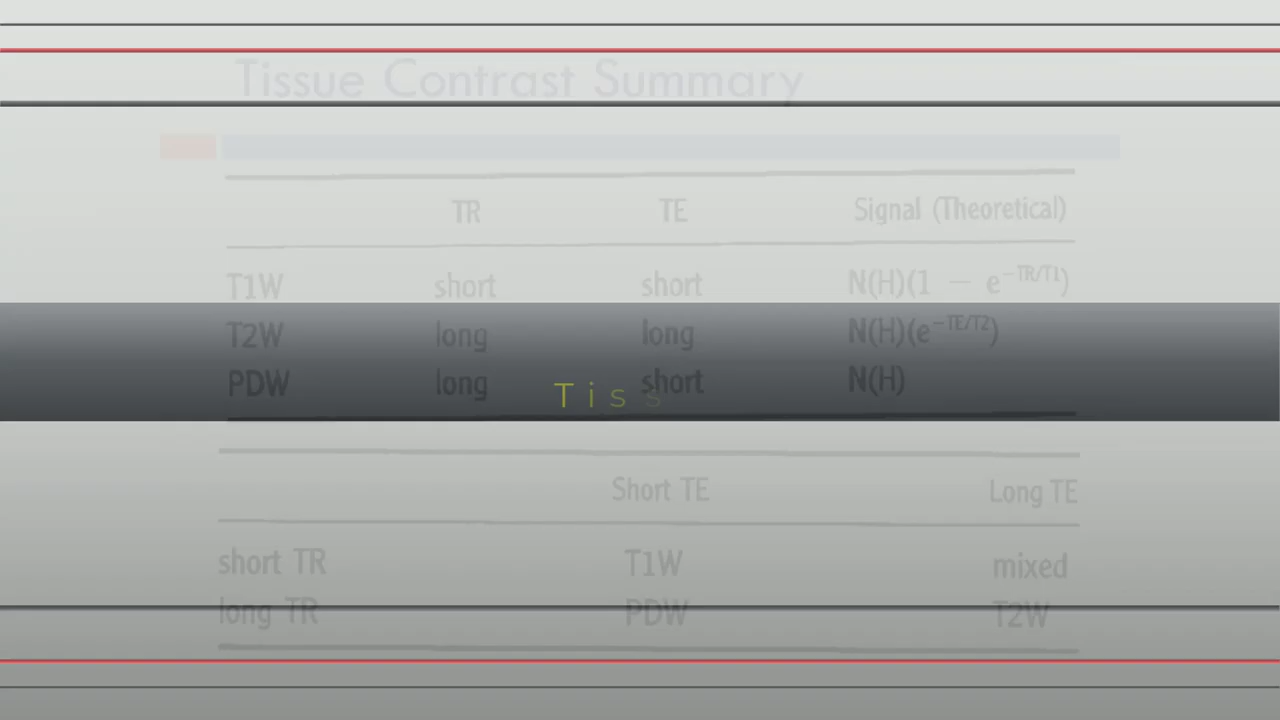 Tissue Contrast Summary
TR TE Signal (Theoretical)
T1W short short N(H)(1 − e−TR/T1)
T2W long long N(H)(e−TE/T2)
PDW long short N(H)
Tiss
Short TE Long TE
short TR T1W mixed
long TR PDW T2W